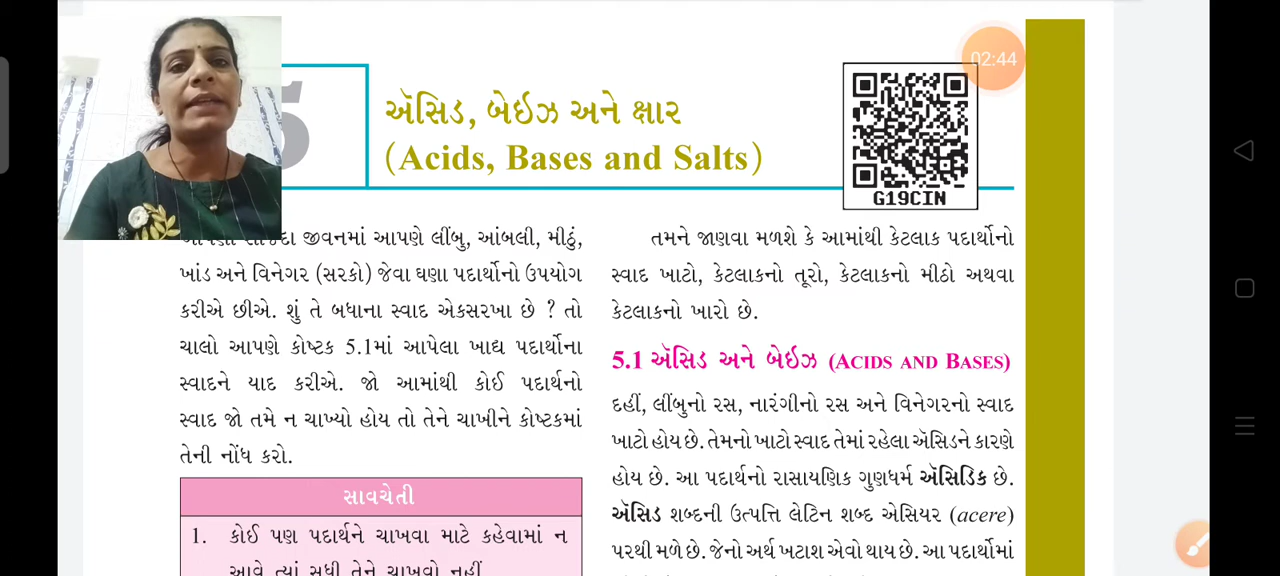 02:44
5
ઍસિડ, બેઇઝ અને ક્ષાર
(Acids, Bases and Salts)
G19CIN
જીવનમાં આપણે લીંબુ, આંબલી, મીઠું,
ખાંડ અને વિનેગર (સરકો) જેવા ઘણા પદાર્થોનો ઉપયોગ
કરીએ છીએ. શું તે બધાના સ્વાદ એકસરખા છે ? તો
ચાલો આપણે કોષ્ટક 5.1માં આપેલા ખાદ્ય પદાર્થોના
સ્વાદને યાદ કરીએ. જો આમાંથી કોઈ પદાર્થનો
સ્વાદ જો તમે ન ચાખ્યો હોય તો તેને ચાખીને કોષ્ટકમાં
તેની નોંધ કરો.
સાવચેતી
1. કોઈ પણ પદાર્થને ચાખવા માટે કહેવામાં ન
આવે ત્યાં સુધી તેને ચાખવો નહીં
તમને જાણવા મળશે કે આમાંથી કેટલાક પદાર્થોનો
સ્વાદ ખાટો, કેટલાકનો તૂરો, કેટલાકનો મીઠો અથવા
કેટલાકનો ખારો છે.
5.1 ઍસિડ અને બેઇઝ (ACIDS AND BASES)
દહીં, લીંબુનો રસ, નારંગીનો રસ અને વિનેગરનો સ્વાદ
ખાટો હોય છે. તેમનો ખાટો સ્વાદ તેમાં રહેલા ઍસિડને કારણે
હોય છે. આ પદાર્થનો રાસાયણિક ગુણધર્મ ઍસિડિક છે.
ઍસિડ શબ્દની ઉત્પત્તિ લેટિન શબ્દ એસિયર (acere)
પરથી મળે છે. જેનો અર્થ ખટાશ એવો થાય છે. આ પદાર્થોમાં